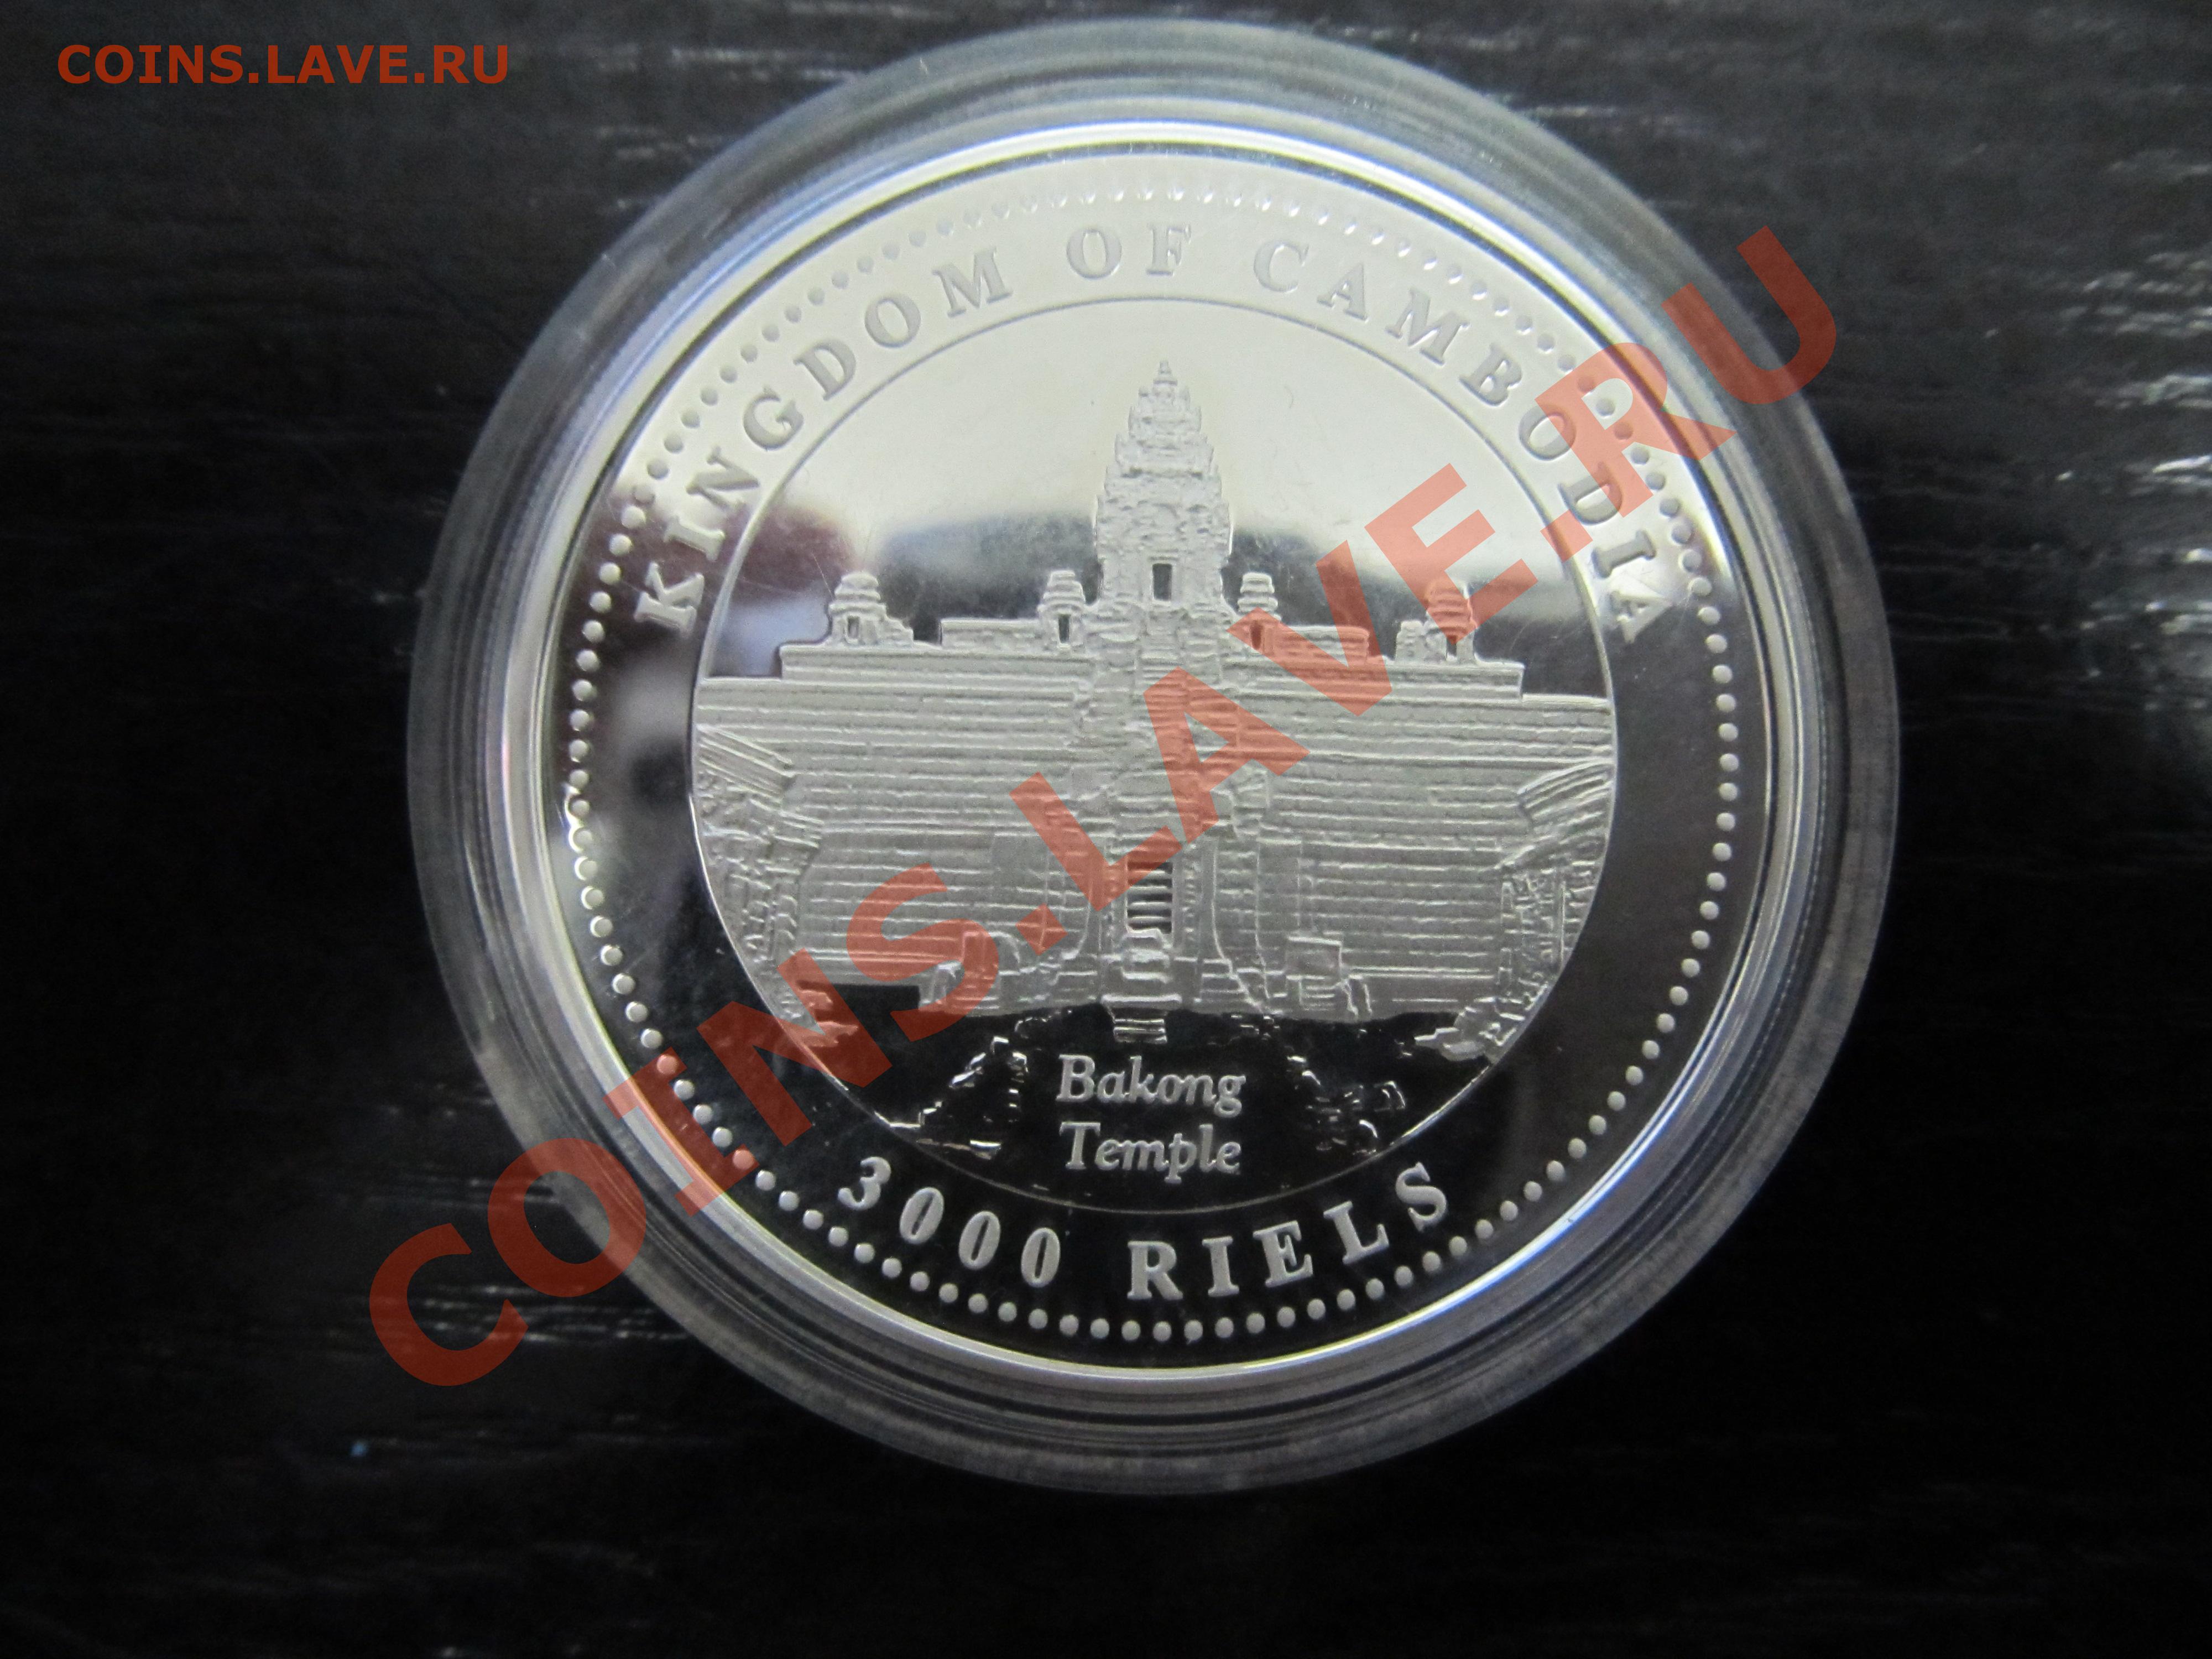 COINS.LAVE.RU
KINGDOM OF CAMBODIA
Bakong
Temple
3000 RIELS
COINS.LAVE.RU